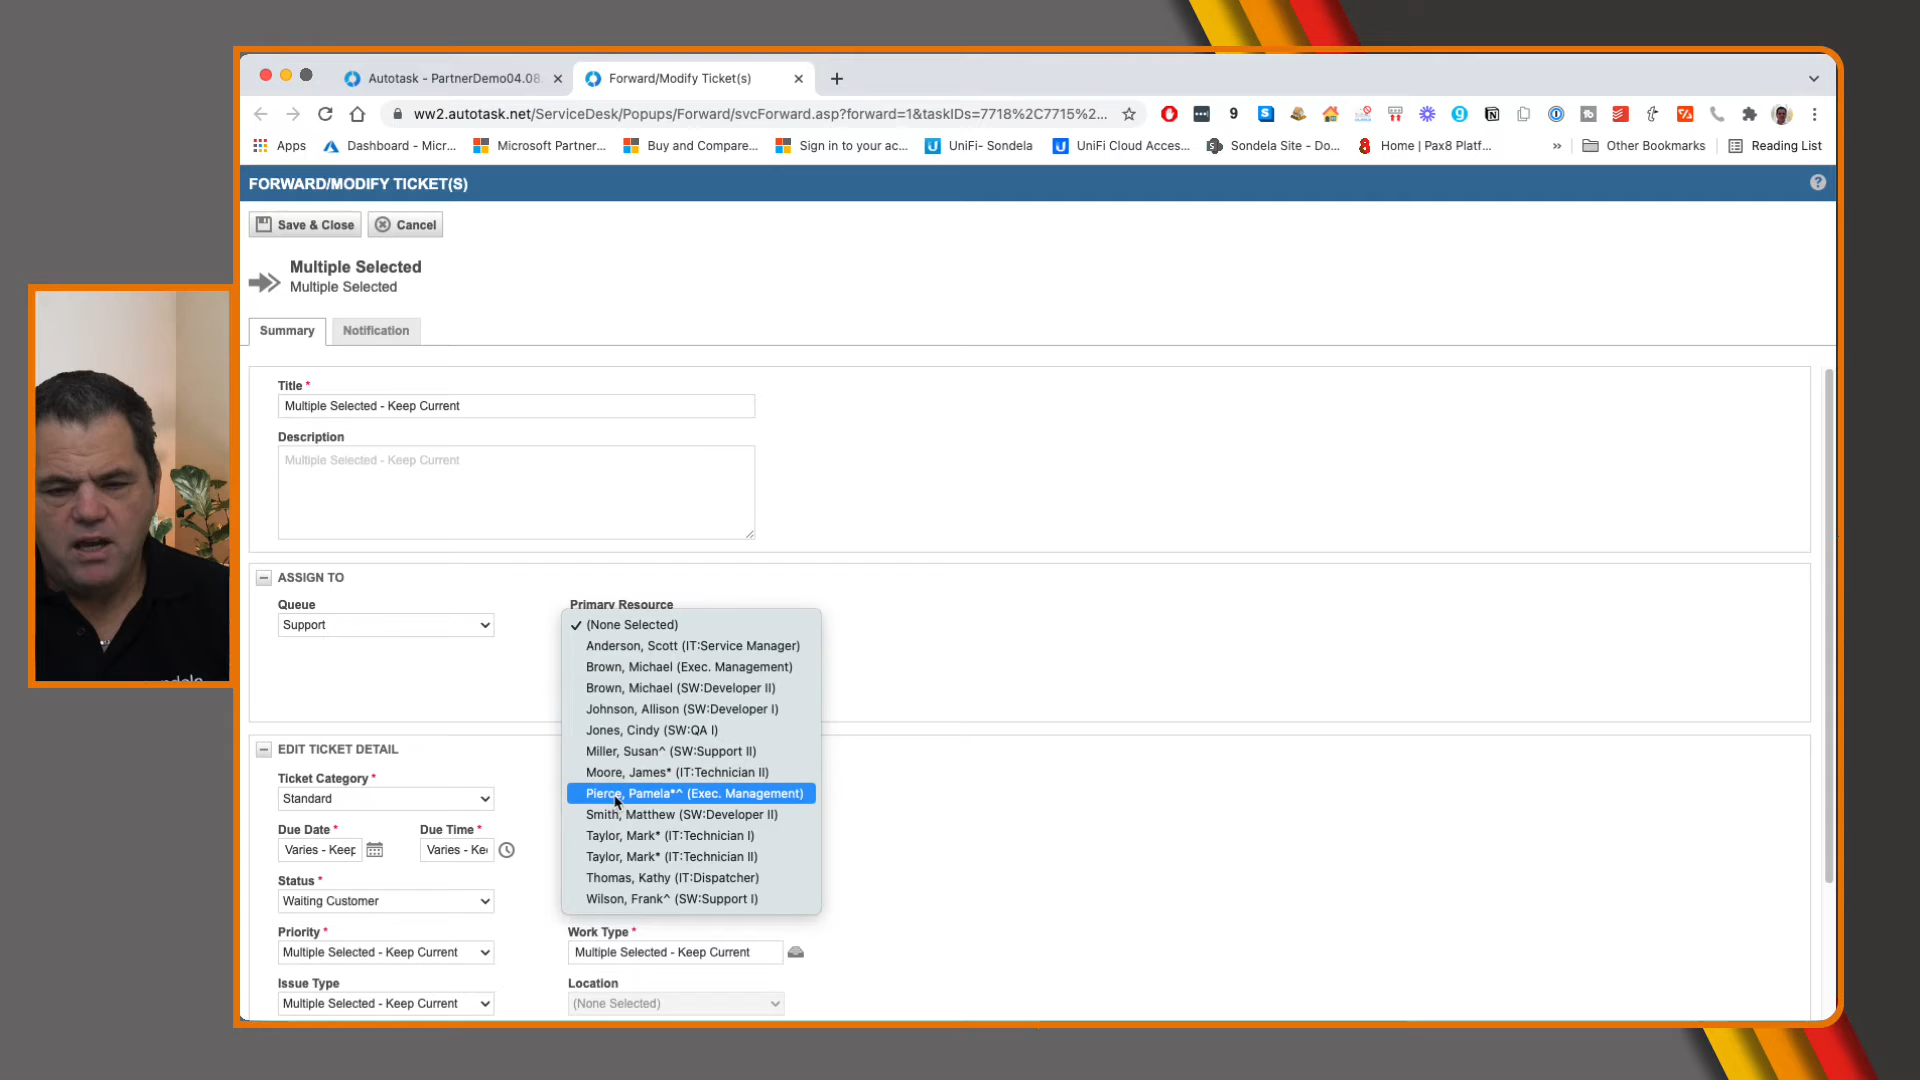 Autotask - PartnerDemo04.08
Forward/Modify Ticket(s)
ww2.autotask.net/ServiceDesk/Popups/Forward/svcForward.asp?forward=1&taskIDs=7718%2C7715%2...
9
Apps
Dashboard - Micr...
Microsoft Partner...
Buy and Compare...
Sign in to your ac...
UniFi- Sondela
UniFi Cloud Acces...
Sondela Site - Do...
Home | Pax8 Platf...
»
Other Bookmarks
Reading List
FORWARD/MODIFY TICKET(S)
?
Save & Close
Cancel
Multiple Selected
Multiple Selected
Summary
Notification
Title *
Multiple Selected - Keep Current
Description
Multiple Selected - Keep Current
ASSIGN TO
Queue
Primary Resource
Support
(None Selected)
Anderson, Scott (IT:Service Manager)
Brown, Michael (Exec. Management)
Brown, Michael (SW:Developer II)
Johnson, Allison (SW:Developer I)
Jones, Cindy (SW:QA I)
Miller, Susan^ (SW:Support II)
Moore, James* (IT:Technician II)
Pierce, Pamela*^ (Exec. Management)
Smith, Matthew (SW:Developer II)
Taylor, Mark* (IT:Technician I)
Taylor, Mark* (IT:Technician II)
Thomas, Kathy (IT:Dispatcher)
Wilson, Frank^ (SW:Support I)
EDIT TICKET DETAIL
Ticket Category *
Standard
Due Date *
Due Time *
Varies - Keep
Varies - Ke
Status *
Waiting Customer
Priority *
Work Type *
Multiple Selected - Keep Current
Multiple Selected - Keep Current
Issue Type
Location
Multiple Selected - Keep Current
(None Selected)